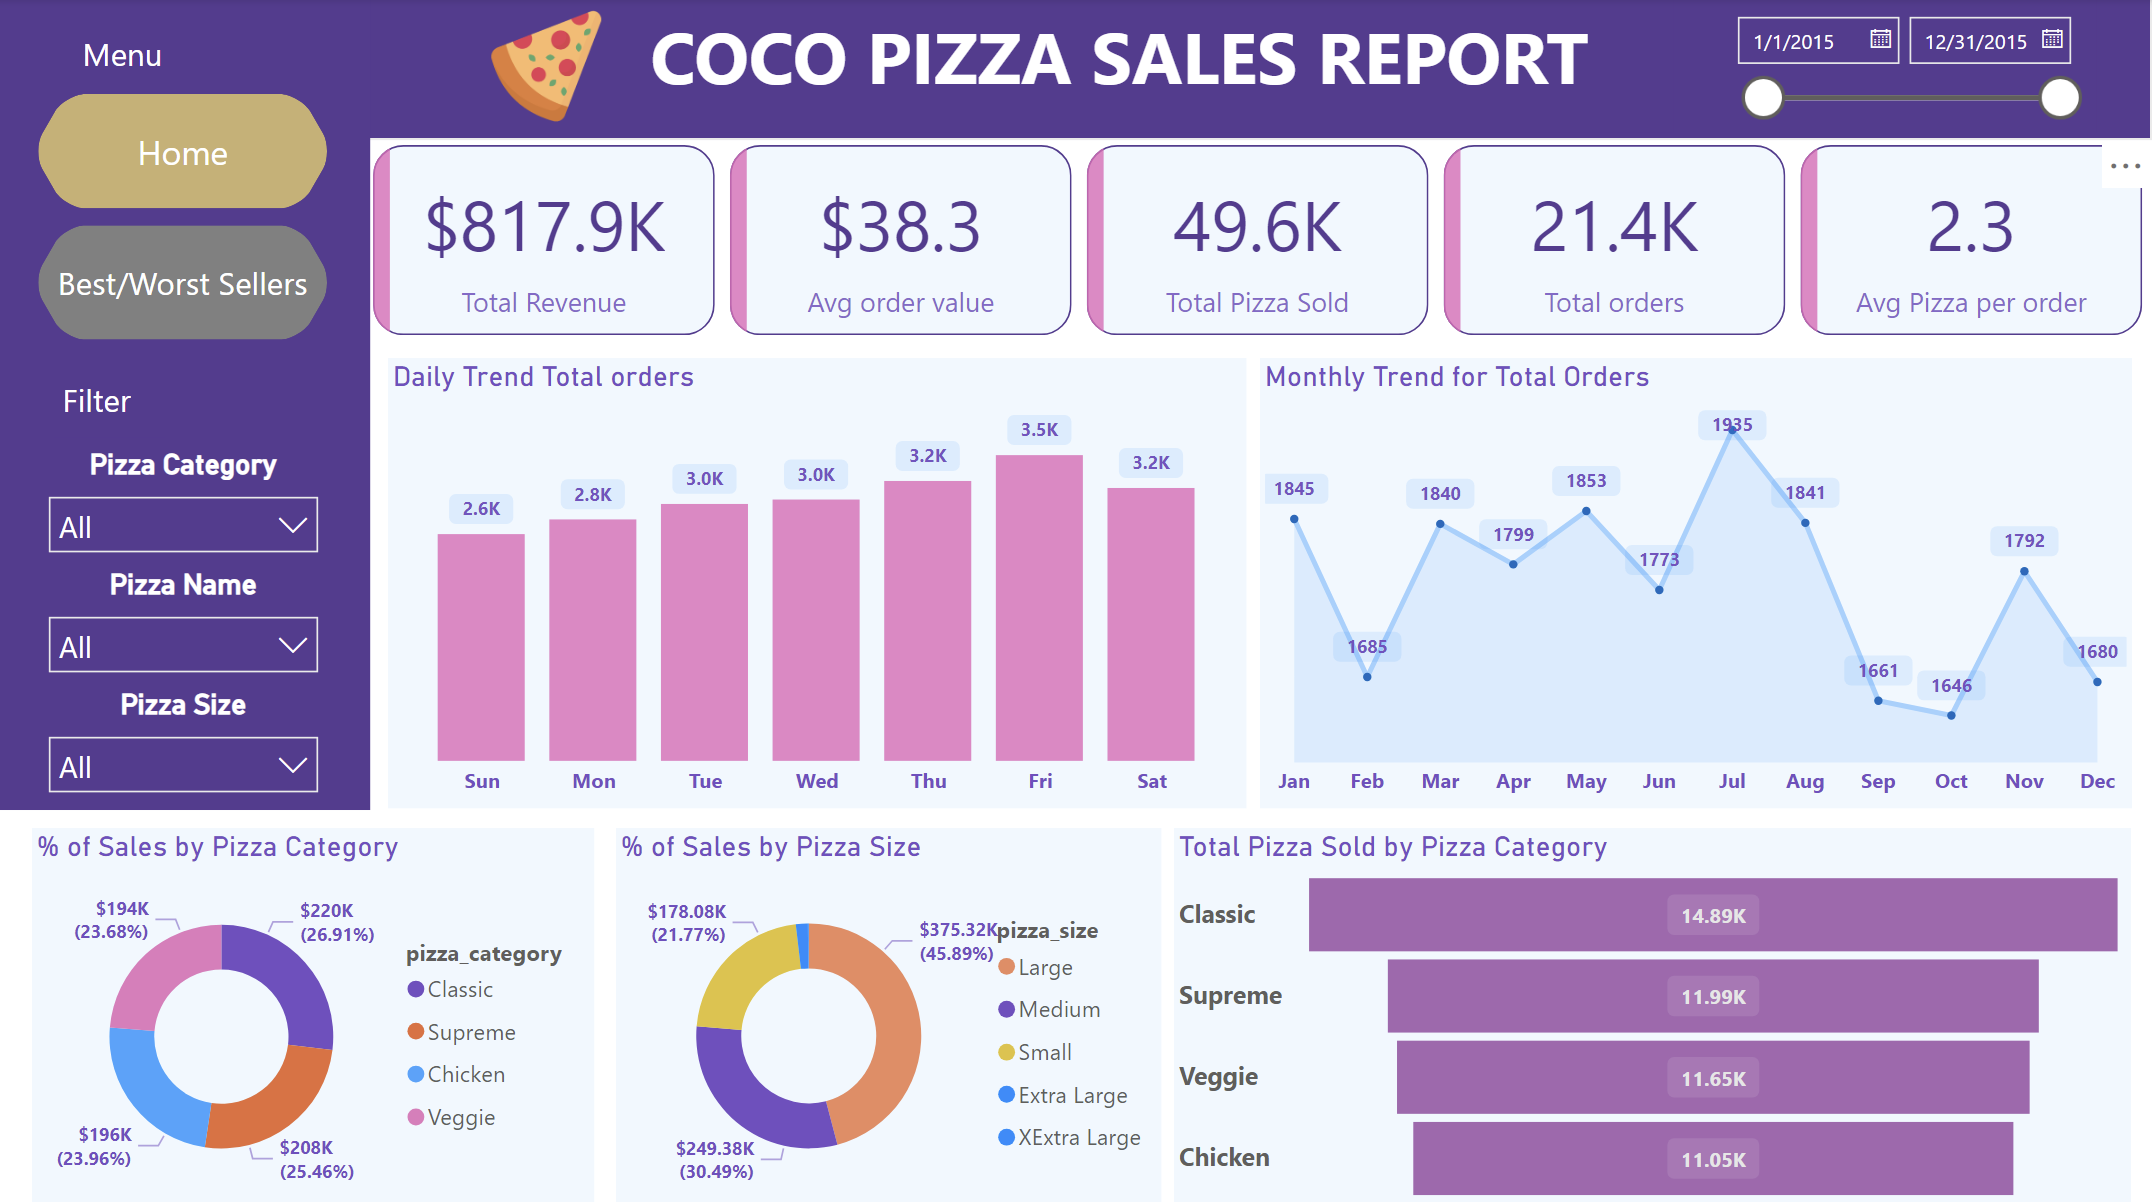 Menu
COCO PIZZA SALES REPORT
1/1/2015
12/31/2015
Home
Best/Worst Sellers
Filter
Pizza Category
All
Pizza Name
All
Pizza Size
All
$817.9K
Total Revenue
$38.3
Avg order value
49.6K
Total Pizza Sold
21.4K
Total orders
2.3
Avg Pizza per order
Daily Trend Total orders
2.6K
2.8K
3.0K
3.0K
3.2K
3.5K
3.2K
Sun
Mon
Tue
Wed
Thu
Fri
Sat
Monthly Trend for Total Orders
1845
1685
1840
1799
1853
1773
1935
1841
1661
1646
1792
1680
Jan
Feb
Mar
Apr
May
Jun
Jul
Aug
Sep
Oct
Nov
Dec
% of Sales by Pizza Category
$194K
(23.68%)
$220K
(26.91%)
$196K
(23.96%)
$208K
(25.46%)
pizza_category
Classic
Supreme
Chicken
Veggie
% of Sales by Pizza Size
$178.08K
(21.77%)
$375.32K
(45.89%)
$249.38K
(30.49%)
pizza_size
Large
Medium
Small
Extra Large
XExtra Large
Total Pizza Sold by Pizza Category
Classic
14.89K
Supreme
11.99K
Veggie
11.65K
Chicken
11.05K